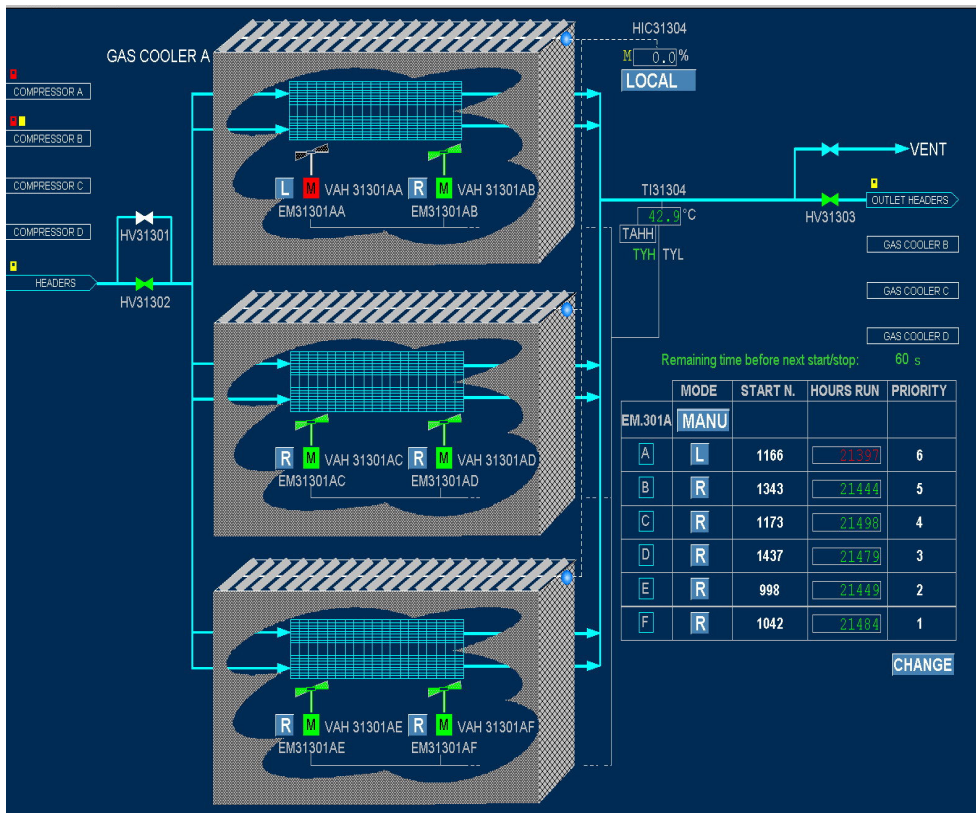 GAS COOLER A
HIC31304
M 0.0 %
LOCAL
COMPRESSOR A
COMPRESSOR B
COMPRESSOR C
COMPRESSOR D
HEADERS
HV31301
HV31302
L M VAH 31301AA R M VAH 31301AB
EM31301AA EM31301AB
VENT
TI31304
42.9 °C
TAHH
TYH TYL
OUTLET HEADERS
HV31303
GAS COOLER B
GAS COOLER C
GAS COOLER D
R M VAH 31301AC R M VAH 31301AD
EM31301AC EM31301AD
Remaining time before next start/stop: 60 s
MODE START N. HOURS RUN PRIORITY
EM.301A MANU
A L 1166 21397 6
B R 1343 21444 5
C R 1173 21498 4
D R 1437 21479 3
E R 998 21449 2
F R 1042 21484 1
CHANGE
R M VAH 31301AE R M VAH 31301AF
EM31301AE EM31301AF